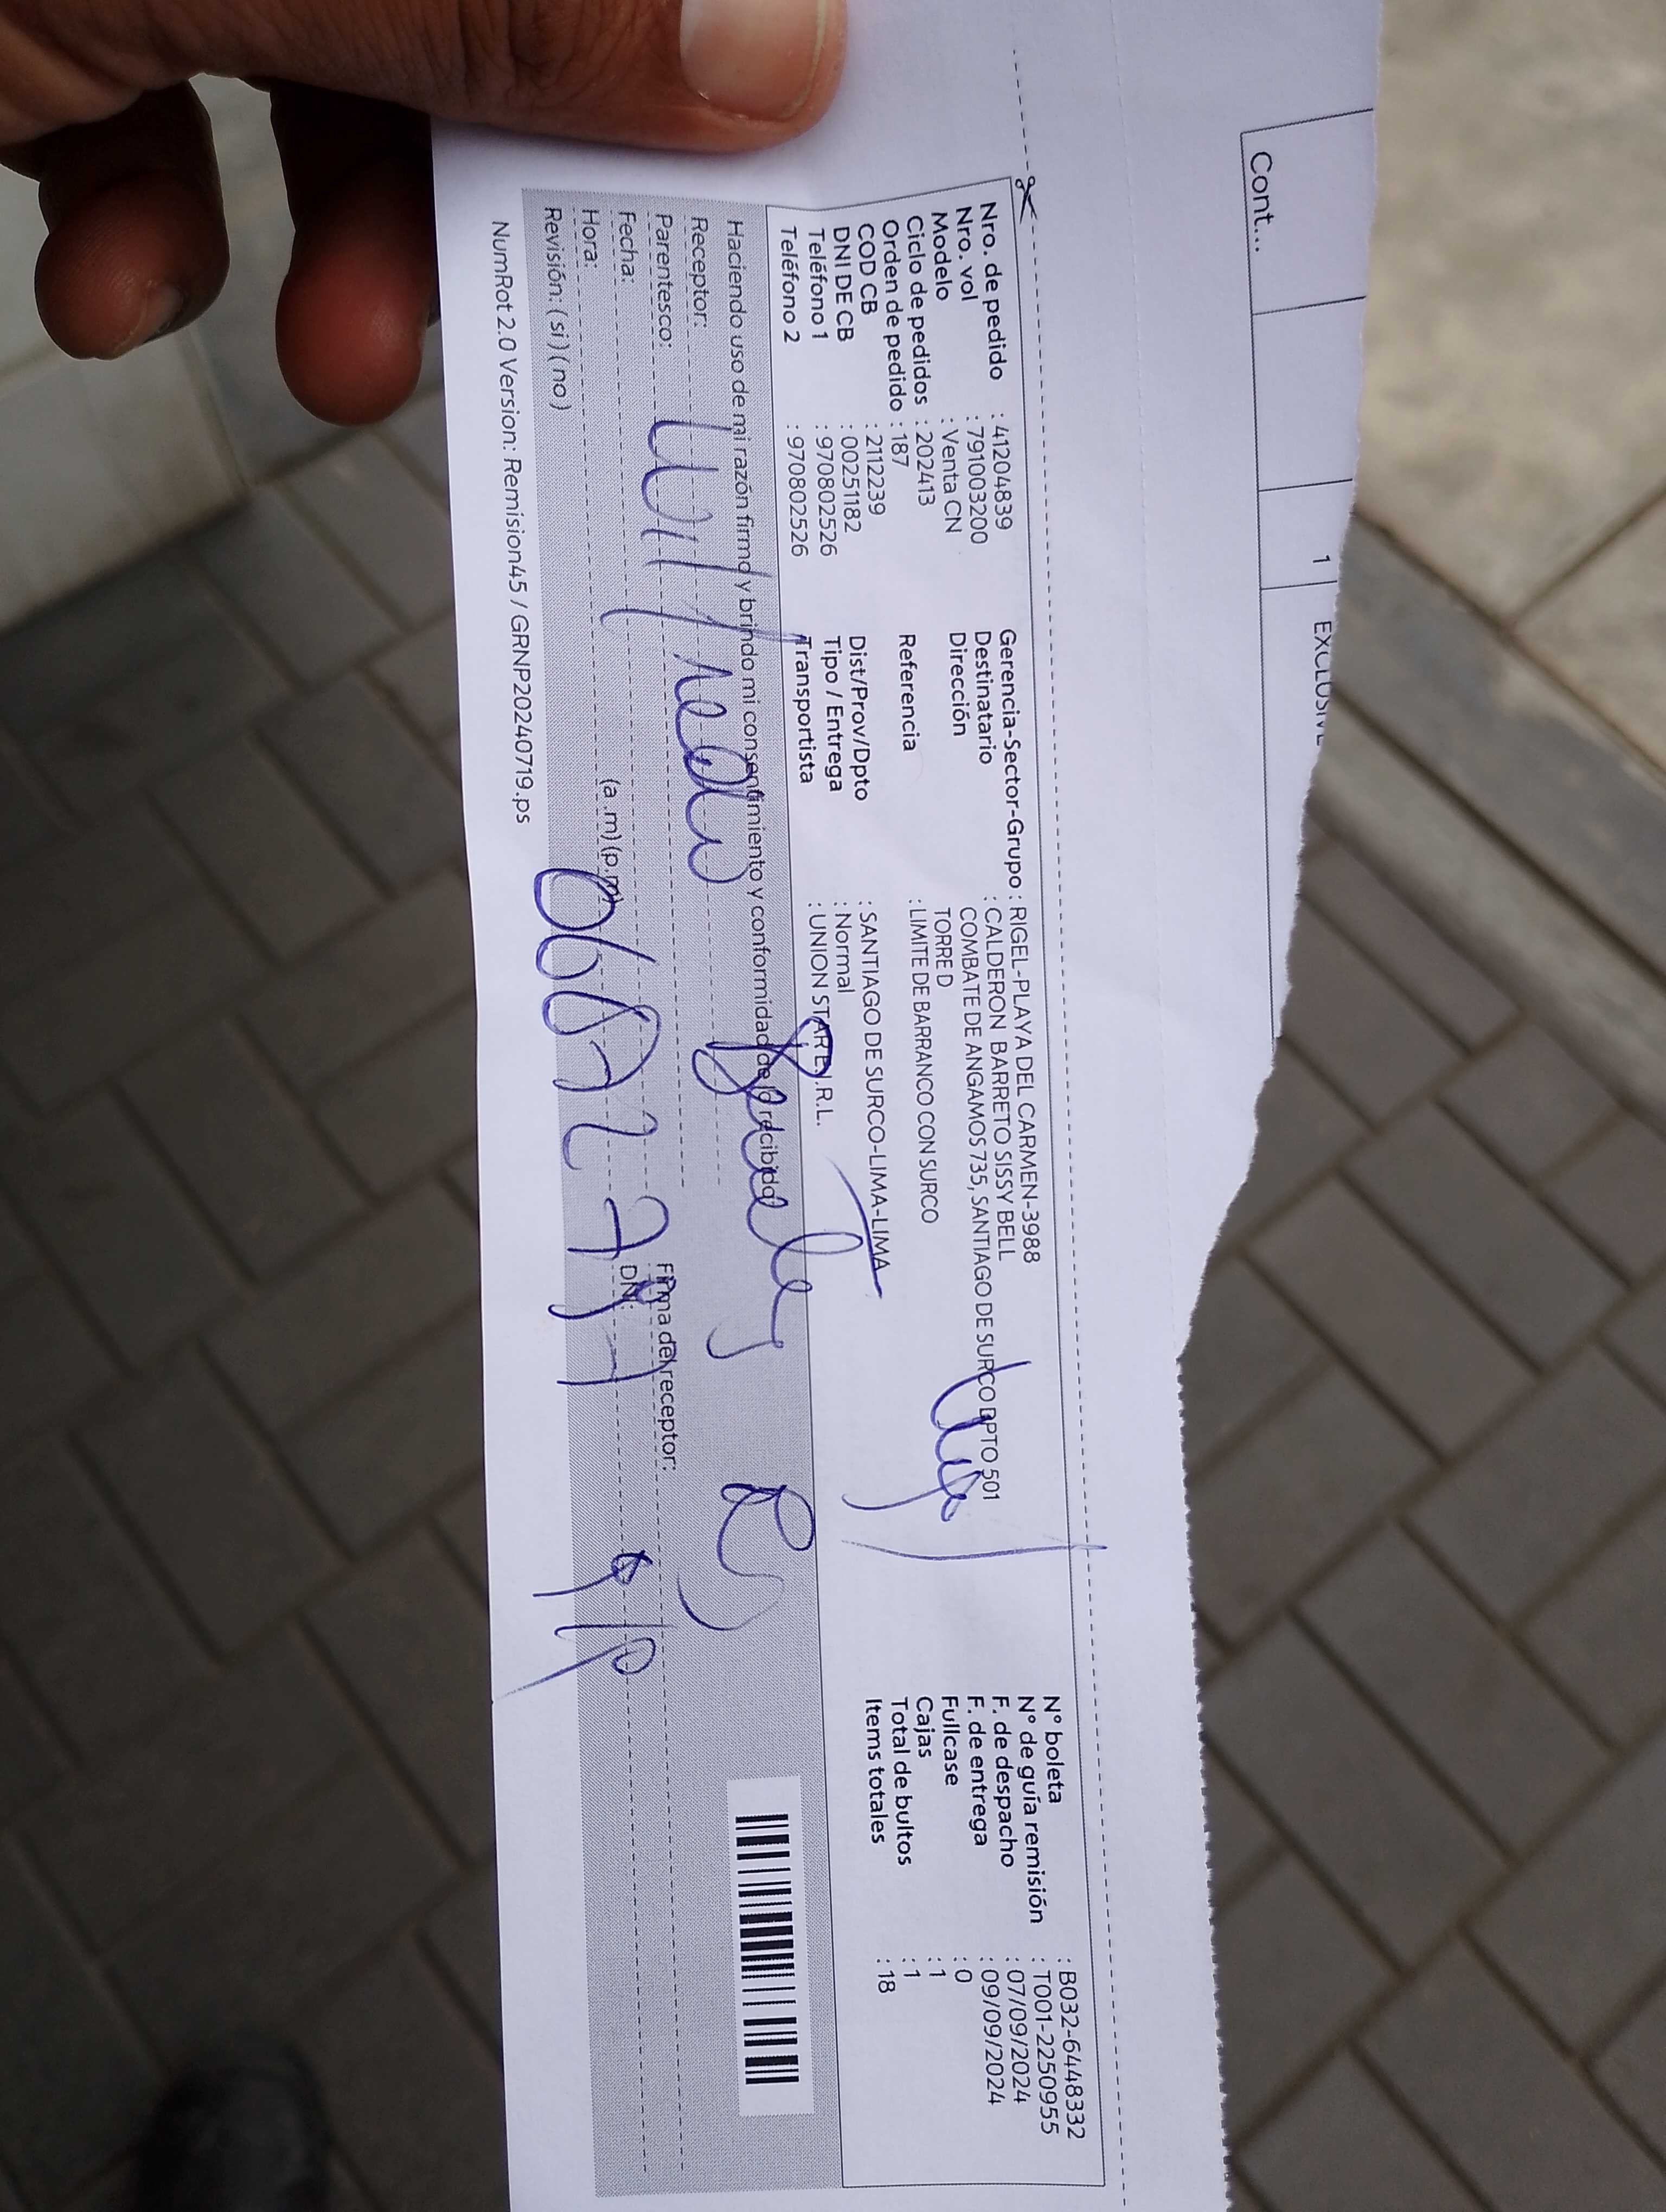 Cont...
1 EXCLUSIVE
Nro. de pedido : 41204839
Nro. vol : 791003200
Modelo : Venta CN
Ciclo de pedidos : 202413
Orden de pedido : 187
COD CB : 2112239
DNI DE CB : 00251182
Teléfono 1 : 970802526
Teléfono 2 : 970802526
Gerencia-Sector-Grupo : RIGEL-PLAYA DEL CARMEN-3988
Destinatario : CALDERON BARRETO SISSY BELL
Dirección COMBATE DE ANGAMOS 735, SANTIAGO DE SURCO DPTO 501
TORRE D
Referencia : LIMITE DE BARRANCO CON SURCO
Dist/Prov/Dpto : SANTIAGO DE SURCO-LIMA-LIMA
Tipo / Entrega : Normal
Transportista : UNION STAR E.I.R.L.
N° boleta : B032-6448332
N° de guía remisión : T001-2250955
F. de despacho : 07/09/2024
F. de entrega : 09/09/2024
Fullcase : 0
Cajas : 1
Total de bultos : 1
Items totales : 18
Haciendo uso de mi razón firmo y brindo mi consentimiento y conformidad de lo recibido
Receptor:
Parentesco:
Firma del receptor:
Fecha:
DNI:
Hora: (a.m) (p.m)
Revisión: ( si ) ( no )
NumRot 2.0 Version: Remision45 / GRNP20240719.ps